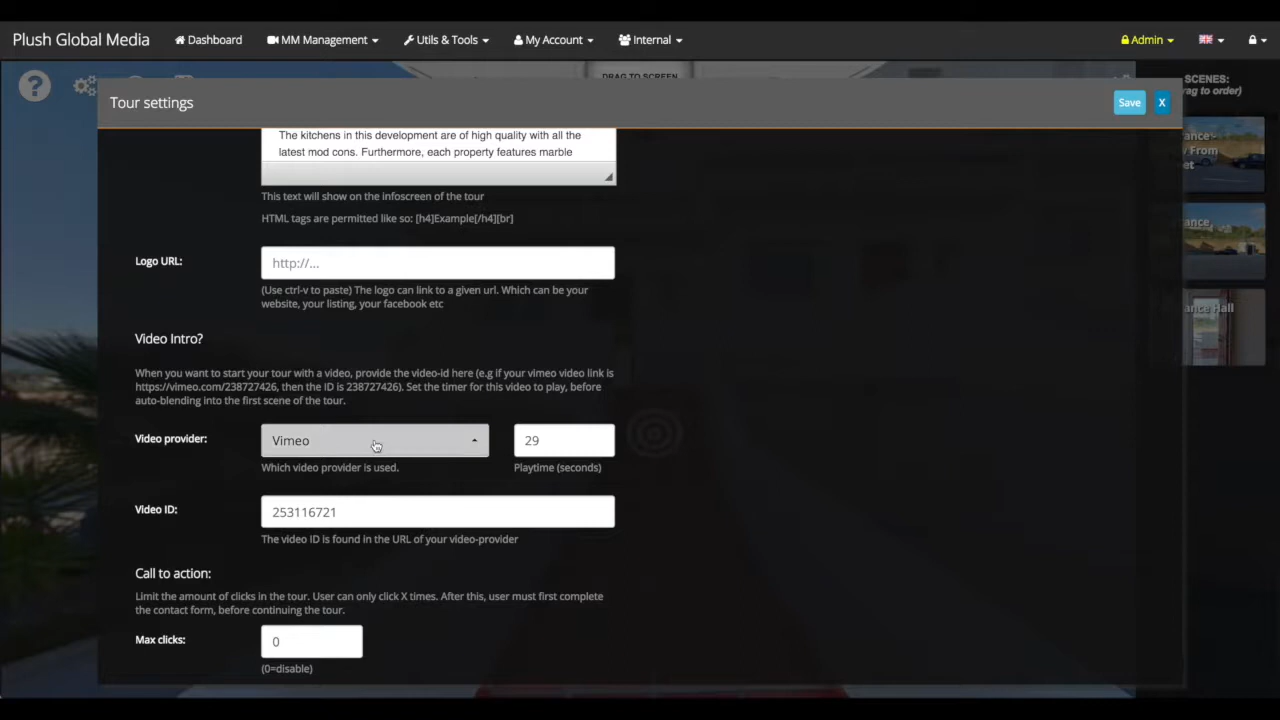 Plush Global Media
Dashboard
MM Management
Utils & Tools
My Account
Internal
Admin
DRAG TO SCREEN
SCENES:
Tour settings
Save
X
The kitchens in this development are of high quality with all the
latest mod cons. Furthermore, each property features marble
This text will show on the infoscreen of the tour
HTML tags are permitted like so: [h4]Example[/h4][br]
Logo URL:
http://...
(Use ctrl-v to paste) The logo can link to a given url. Which can be your
website, your listing, your facebook etc
Video Intro?
When you want to start your tour with a video, provide the video-id here (e.g if your vimeo video link is
https://vimeo.com/238727426, then the ID is 238727426). Set the timer for this video to play, before
auto-blending into the first scene of the tour.
Video provider:
Vimeo
29
Which video provider is used.
Playtime (seconds)
Video ID:
253116721
The video ID is found in the URL of your video-provider
Call to action:
Limit the amount of clicks in the tour. User can only click X times. After this, user must first complete
the contact form, before continuing the tour.
Max clicks:
0
(0=disable)
to order)
From
Hall